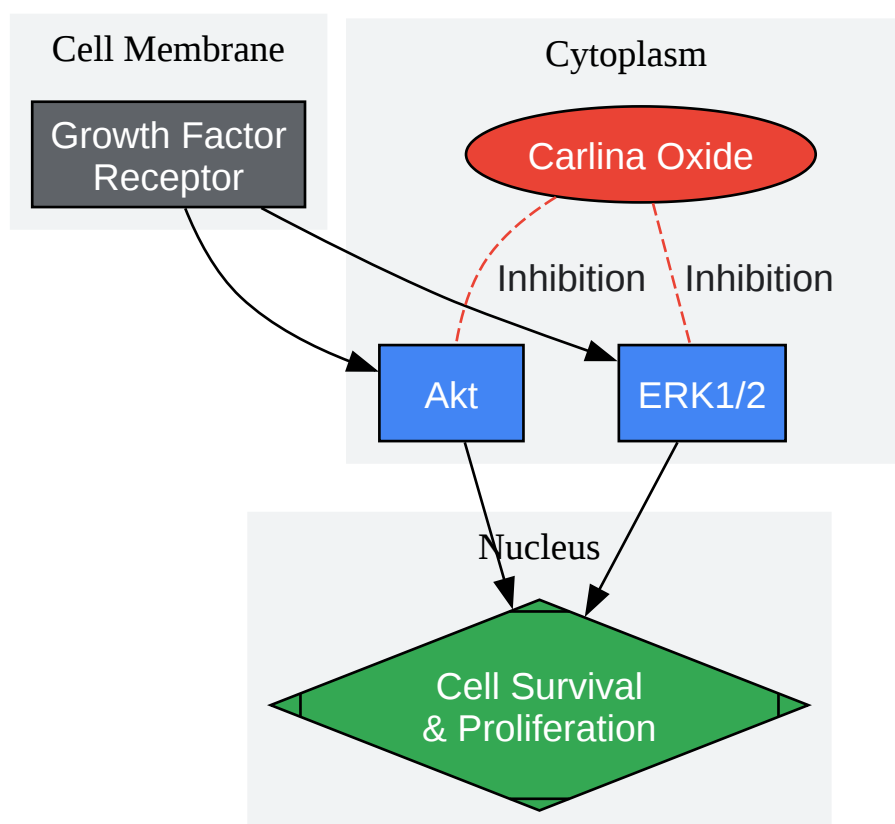 Cell Membrane
Cytoplasm
Growth Factor
Receptor
Carlina Oxide
Inhibition
Inhibition
Akt
ERK1/2
Nucleus
Cell Survival
& Proliferation